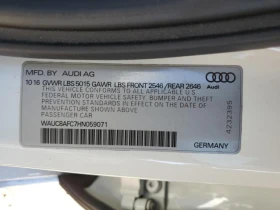 MFD. BY AUDI AG
10 16 GVWR LBS 5015 GAWR LBS FRONT 2546 / REAR 2646
THIS VEHICLE CONFORMS TO ALL APPLICABLE
FEDERAL MOTOR VEHICLE SAFETY, BUMPER, AND
THEFT PREVENTION STANDARDS IN EFFECT ON
THE DATE OF MANUFACTURE SHOWN ABOVE.
PASSENGER CAR
WAUC8AFC7HN069071
GERMANY
Audi
4232385